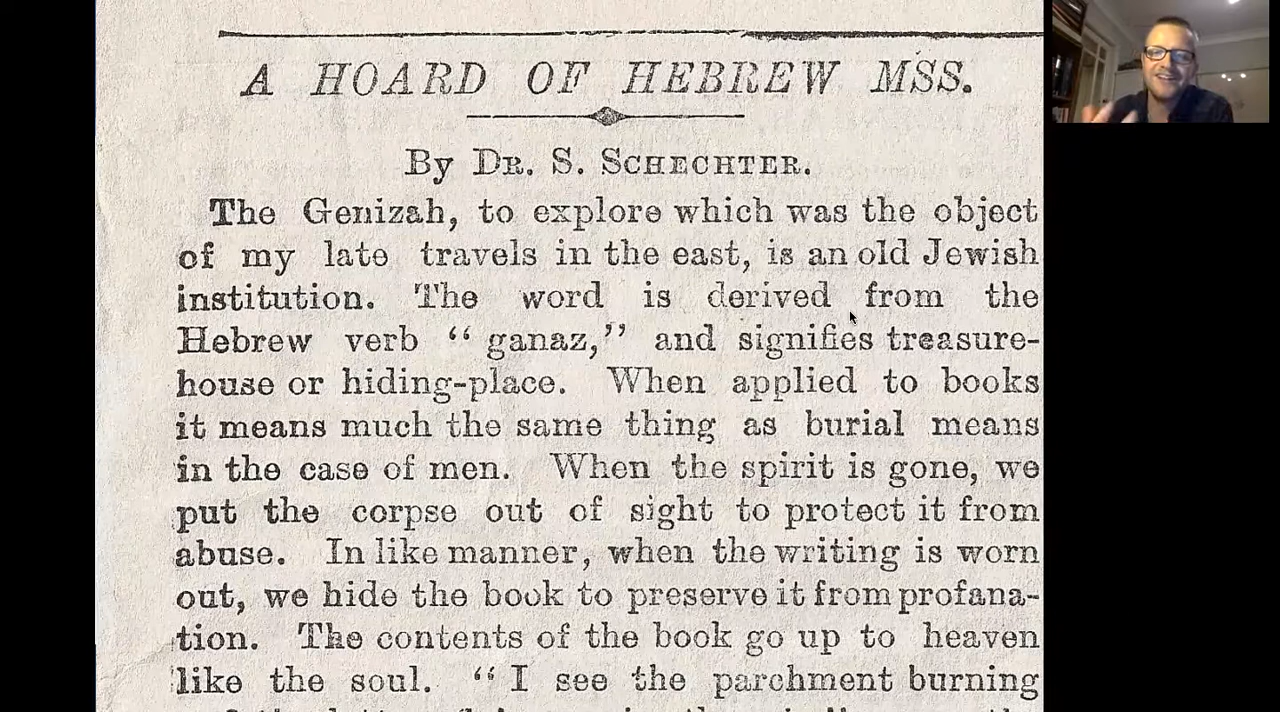 A HOARD OF HEBREW MSS.
By Dr. S. Schechter.
The Genizah, to explore which was the object
of my late travels in the east, is an old Jewish
institution. The word is derived from the
Hebrew verb “ ganaz,” and signifies treasure-
house or hiding-place. When applied to books
it means much the same thing as burial means
in the case of men. When the spirit is gone, we
put the corpse out of sight to protect it from
abuse. In like manner, when the writing is worn
out, we hide the book to preserve it from profana-
tion. The contents of the book go up to heaven
like the soul. “ I see the parchment burning